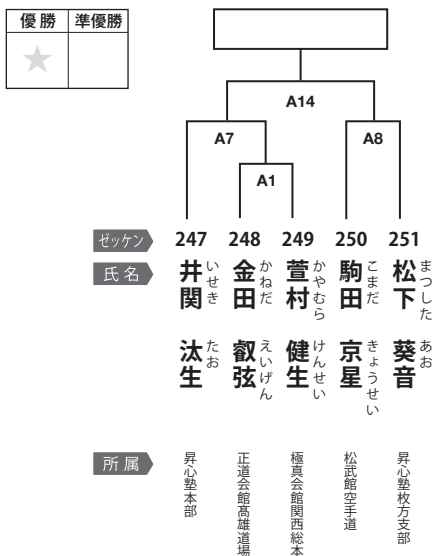 優勝 準優勝
★
A14
A7 A8
A1
ゼッケン 247 248 249 250 251
氏名
井関 汰生 いせき たお
金田 叡弦 かねだ えいげん
萱村 健生 かやむら けんせい
駒田 京星 こまだ きょうせい
松下 葵音 まつした あお
所属
昇心塾本部
正道会館髙雄道場
極真会館関西総本
松武館空手道
昇心塾枚方支部